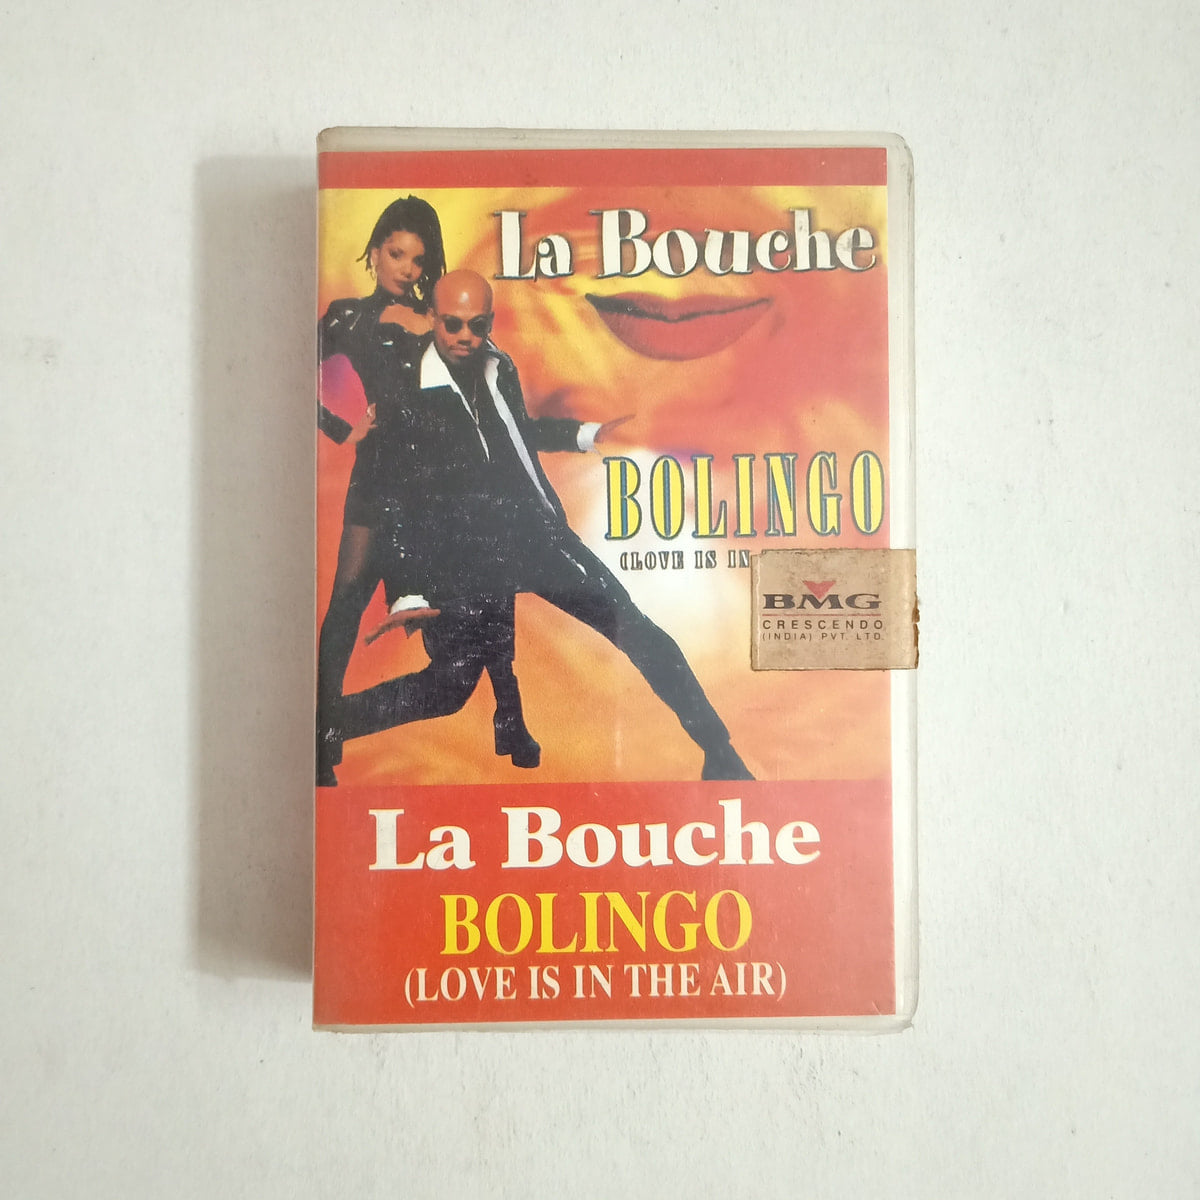 La Bouche
BOLINGO
(LOVE IS IN
BMG
CRESCENDO
(INDIA) PVT. LTD.
La Bouche
BOLINGO
(LOVE IS IN THE AIR)